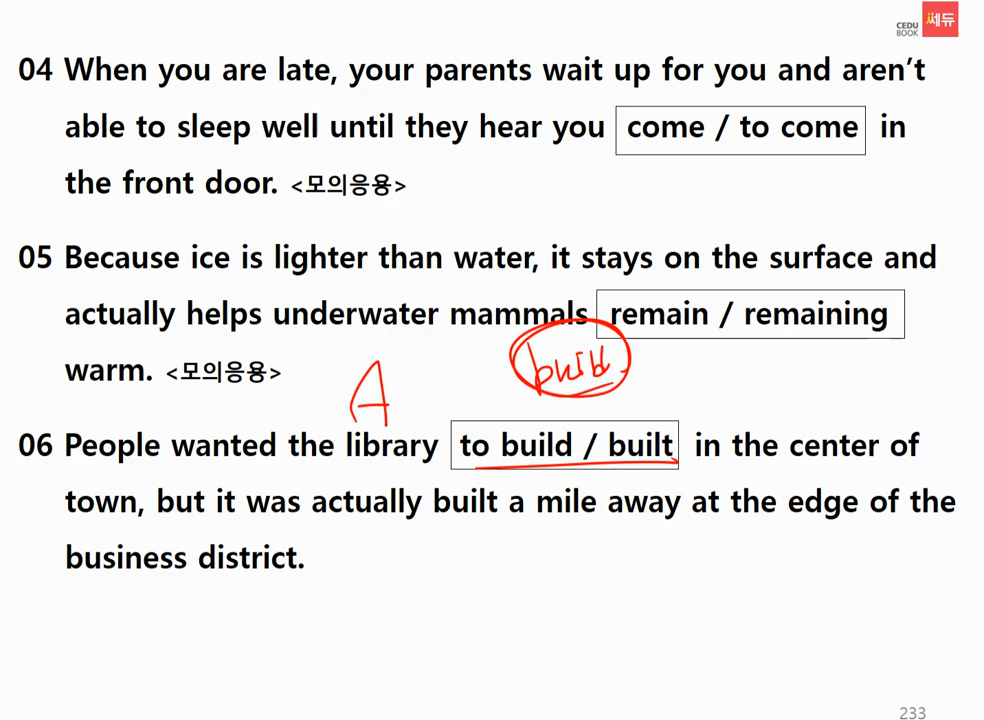 CEDU
BOOK
쎄듀
04 When you are late, your parents wait up for you and aren't
able to sleep well until they hear you come / to come in
the front door. <모의응용>
05 Because ice is lighter than water, it stays on the surface and
actually helps underwater mammals remain / remaining
warm. <모의응용>
A
build
06 People wanted the library to build / built in the center of
town, but it was actually built a mile away at the edge of the
business district.
233